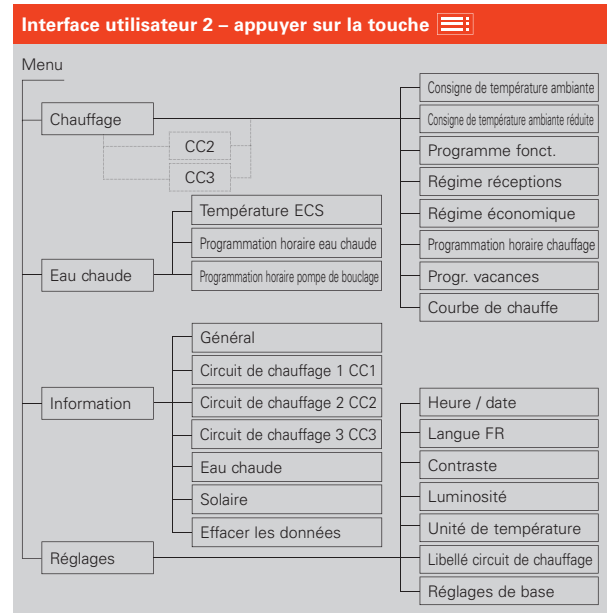 Interface utilisateur 2 – appuyer sur la touche
Menu
Chauffage
CC2
CC3
Consigne de température ambiante
Consigne de température ambiante réduite
Programme fonct.
Régime réceptions
Régime économique
Programmation horaire chauffage
Progr. vacances
Courbe de chauffe
Eau chaude
Température ECS
Programmation horaire eau chaude
Programmation horaire pompe de bouclage
Information
Général
Circuit de chauffage 1 CC1
Circuit de chauffage 2 CC2
Circuit de chauffage 3 CC3
Eau chaude
Solaire
Effacer les données
Réglages
Heure / date
Langue FR
Contraste
Luminosité
Unité de température
Libellé circuit de chauffage
Réglages de base